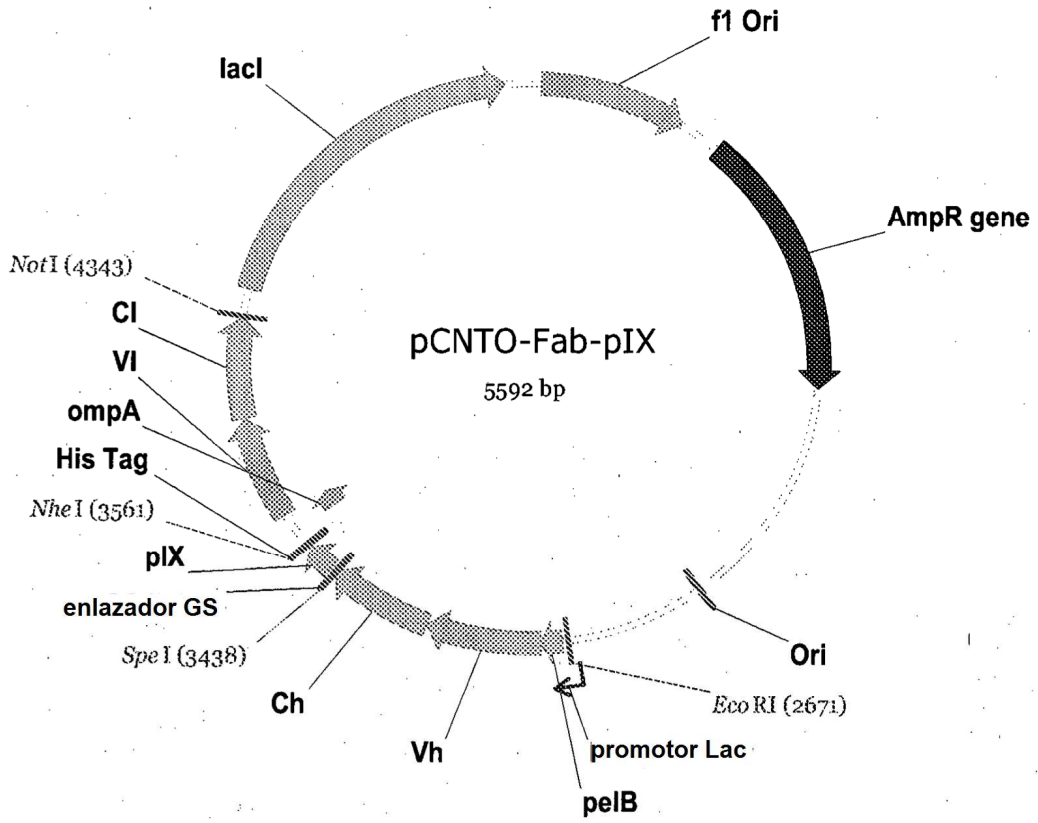 f1 Ori
lacI
AmpR gene
NotI (4343)
Cl
Vl
ompA
His Tag
NheI (3561)
pIX
enlazador GS
SpeI (3438)
Ch
Vh
pelB
promotor Lac
EcoRI (2671)
Ori
pCNTO-Fab-pIX
5592 bp